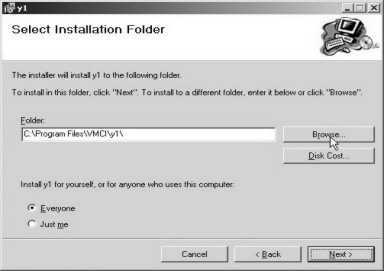 y1
Select Installation Folder
The installer will install y1 to the following folder.
To install in this folder, click "Next". To install to a different folder, enter it below or click "Browse".
Folder:
C:\Program Files\VMCI\y1\
Browse...
Disk Cost...
Install y1 for yourself, or for anyone who uses this computer:
Everyone
Just me
Cancel
< Back
Next >